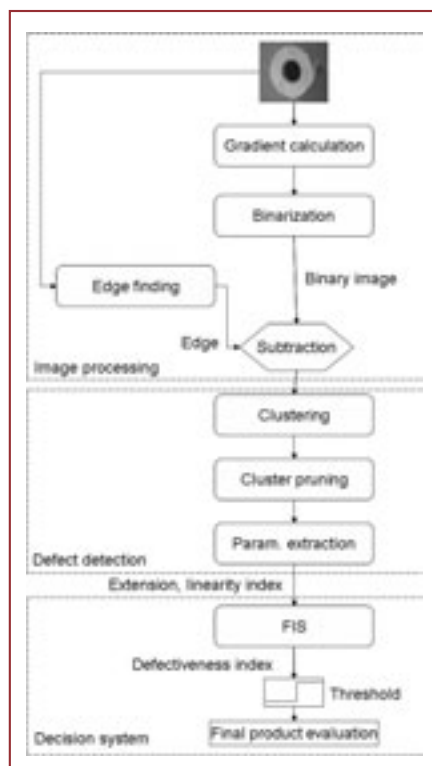 Gradient calculation
Binarization
Binary image
Edge finding
Edge
Subtraction
Image processing
Clustering
Cluster pruning
Param. extraction
Defect detection
Extension, linearity index
FIS
Defectiveness index
Threshold
Final product evaluation
Decision system